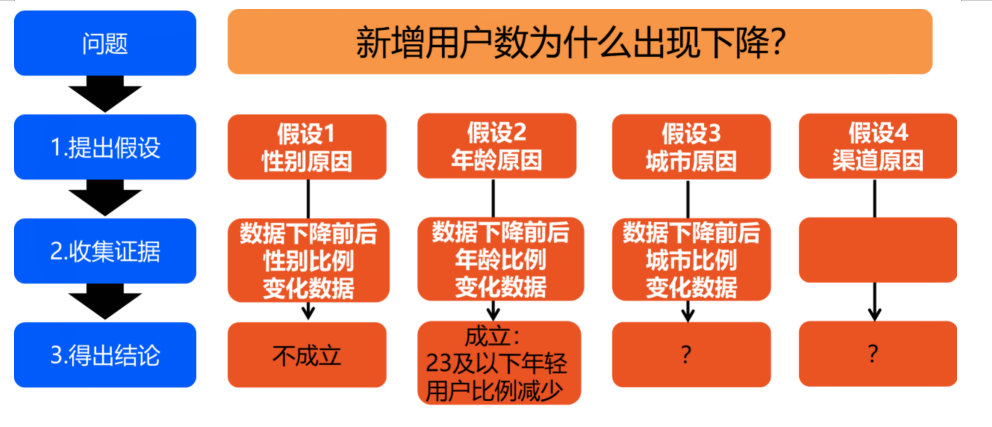 问题
新增用户数为什么出现下降?
1.提出假设
假设1
性别原因
假设2
年龄原因
假设3
城市原因
假设4
渠道原因
2.收集证据
数据下降前后
性别比例
变化数据
数据下降前后
年龄比例
变化数据
数据下降前后
城市比例
变化数据
3.得出结论
不成立
成立：
23及以下年轻
用户比例减少
?
?